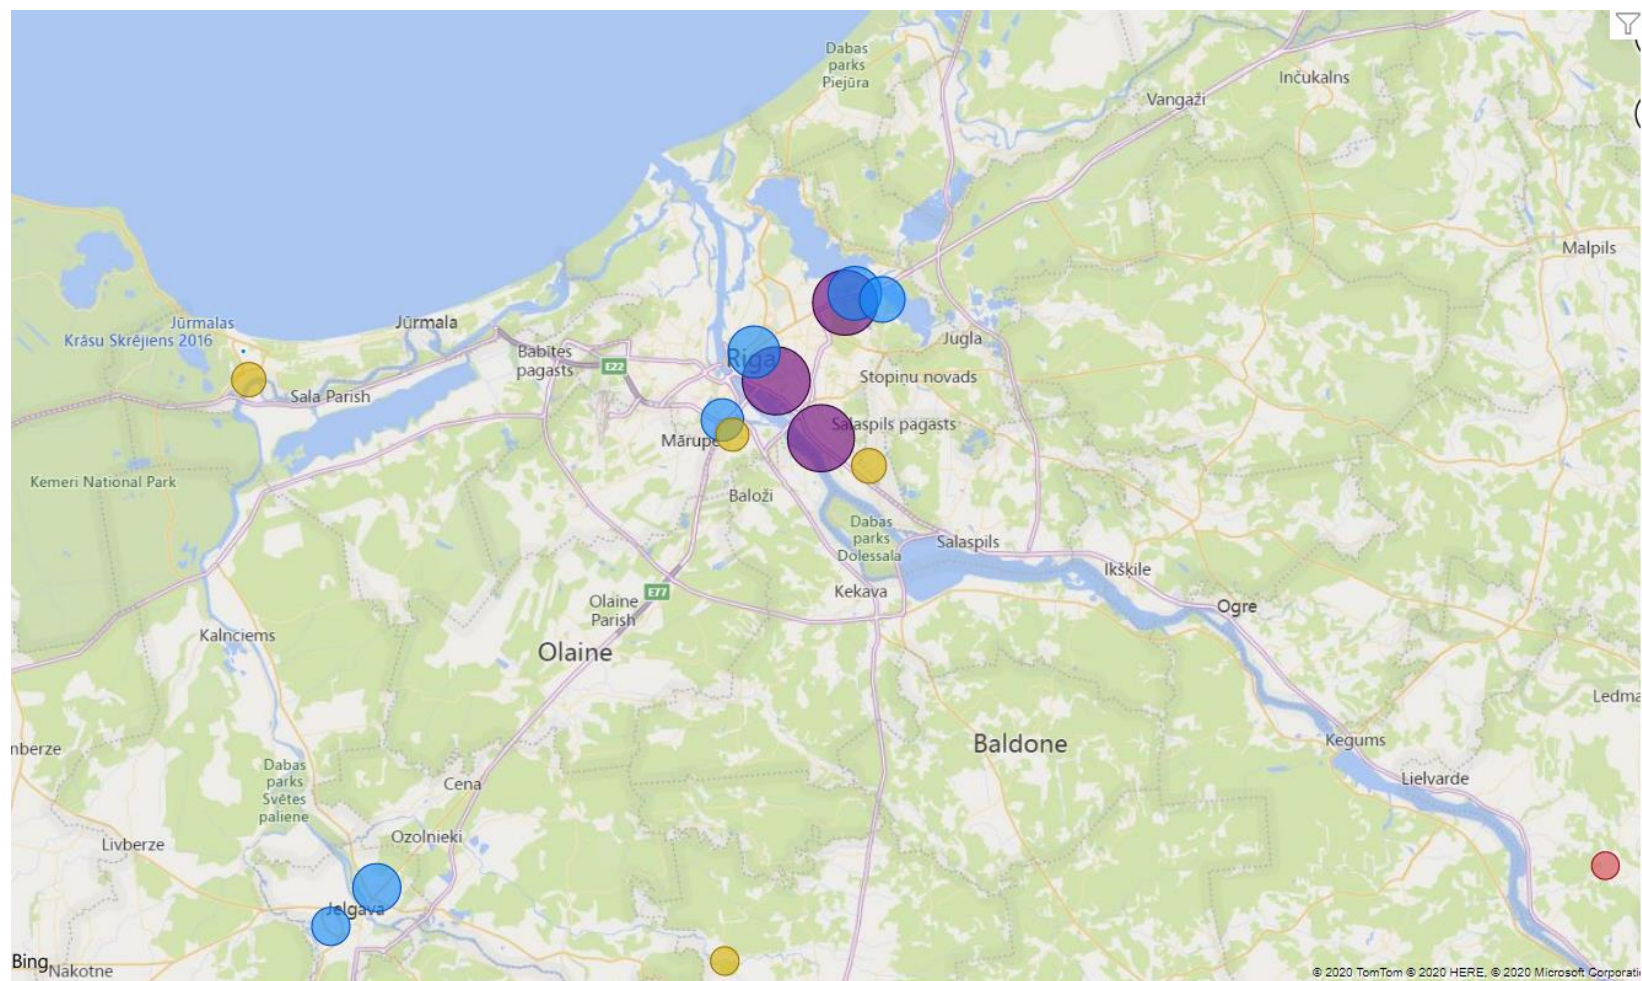 Dabas
parks
Piejūra
Inčukalns
Vangaži
Malpils
Jūrmalas
Krāsu Skrējiens 2016
Jūrmala
Jugla
Babītes
pagasts
E22
Riga
Stopiņu novads
Sala Parish
Salaspils pagasts
Mārupe
Kemeri National Park
Baloži
Dabas
parks
Dolessala
Salaspils
Ikšķile
Kekava
E77
Olaine
Parish
Ogre
Kalnciems
Olaine
Ledma
nberze
Baldone
Kegums
Dabas
parks
Svētes
paliene
Cena
Lielvarde
Livberze
Ozolnieki
Jelgava
Bing
Nakotne
© 2020 TomTom © 2020 HERE, © 2020 Microsoft Corporati